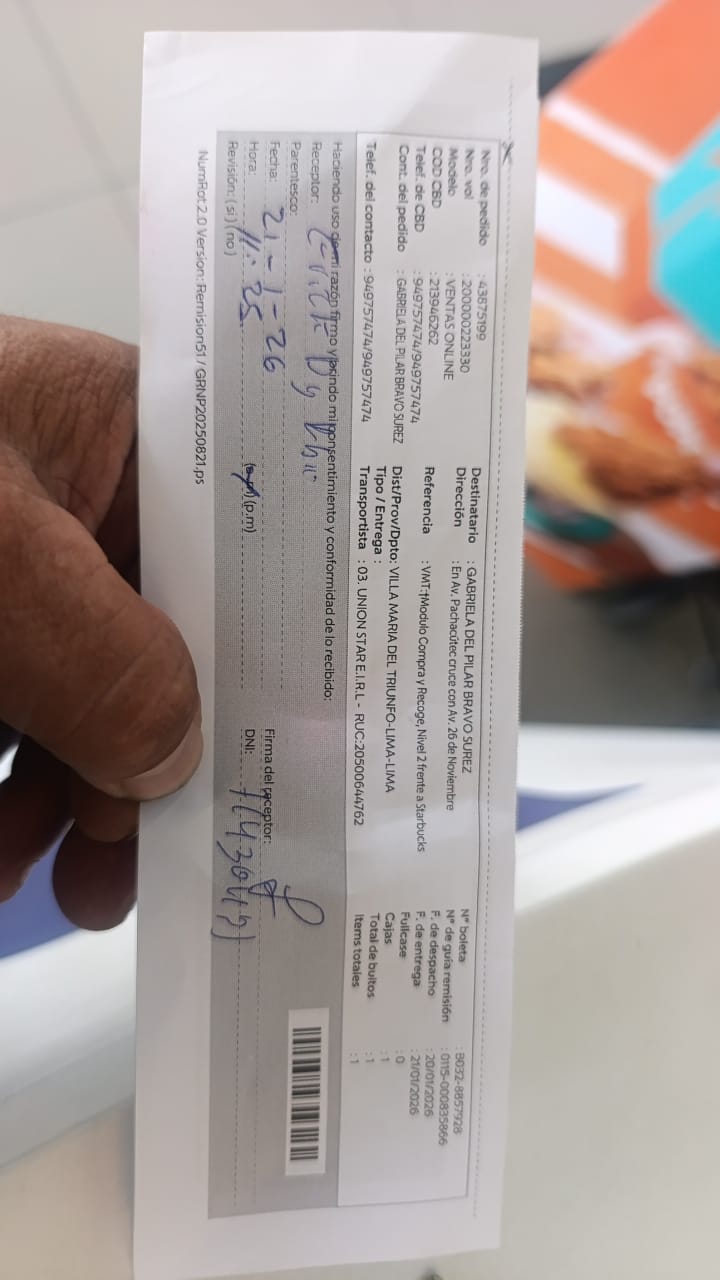 Nro. de pedido : 43875199
Nro. vol : 200000223330
Modelo : VENTAS ONLINE
COD CBD : 213946262
Telef. de CBD : 949757474/949757474
Cont. del pedido : GABRIELA DEL PILAR BRAVO SUREZ
Telef. del contacto : 949757474/949757474
Destinatario : GABRIELA DEL PILAR BRAVO SUREZ
Dirección : En Av. Pachacútec cruce con Av. 26 de Noviembre
Referencia : VMT:†Modulo Compra y Recoge, Nivel 2 frente a Starbucks
Dist/Prov/Dpto: VILLA MARIA DEL TRIUNFO-LIMA-LIMA
Tipo / Entrega :
Transportista : 03. UNION STAR E.I.R.L - RUC:20500644762
N° boleta : B032-8857928
N° de guía remisión : 0115-000835866
F. de despacho : 20/01/2026
F. de entrega : 21/01/2026
Fullcase : 0
Cajas : 1
Total de bultos : 1
Items totales : 1
Haciendo uso de mi razón firmo y brindo mi consentimiento y conformidad de lo recibido:
Receptor:
Parentesco:
Fecha: 21-1-26
Hora: 11:25 (a.m) (p.m)
Revisión: (si) (no)
Firma del receptor:
DNI:
NumRot 2.0 Version: Remision51 / GRNP20250821.ps